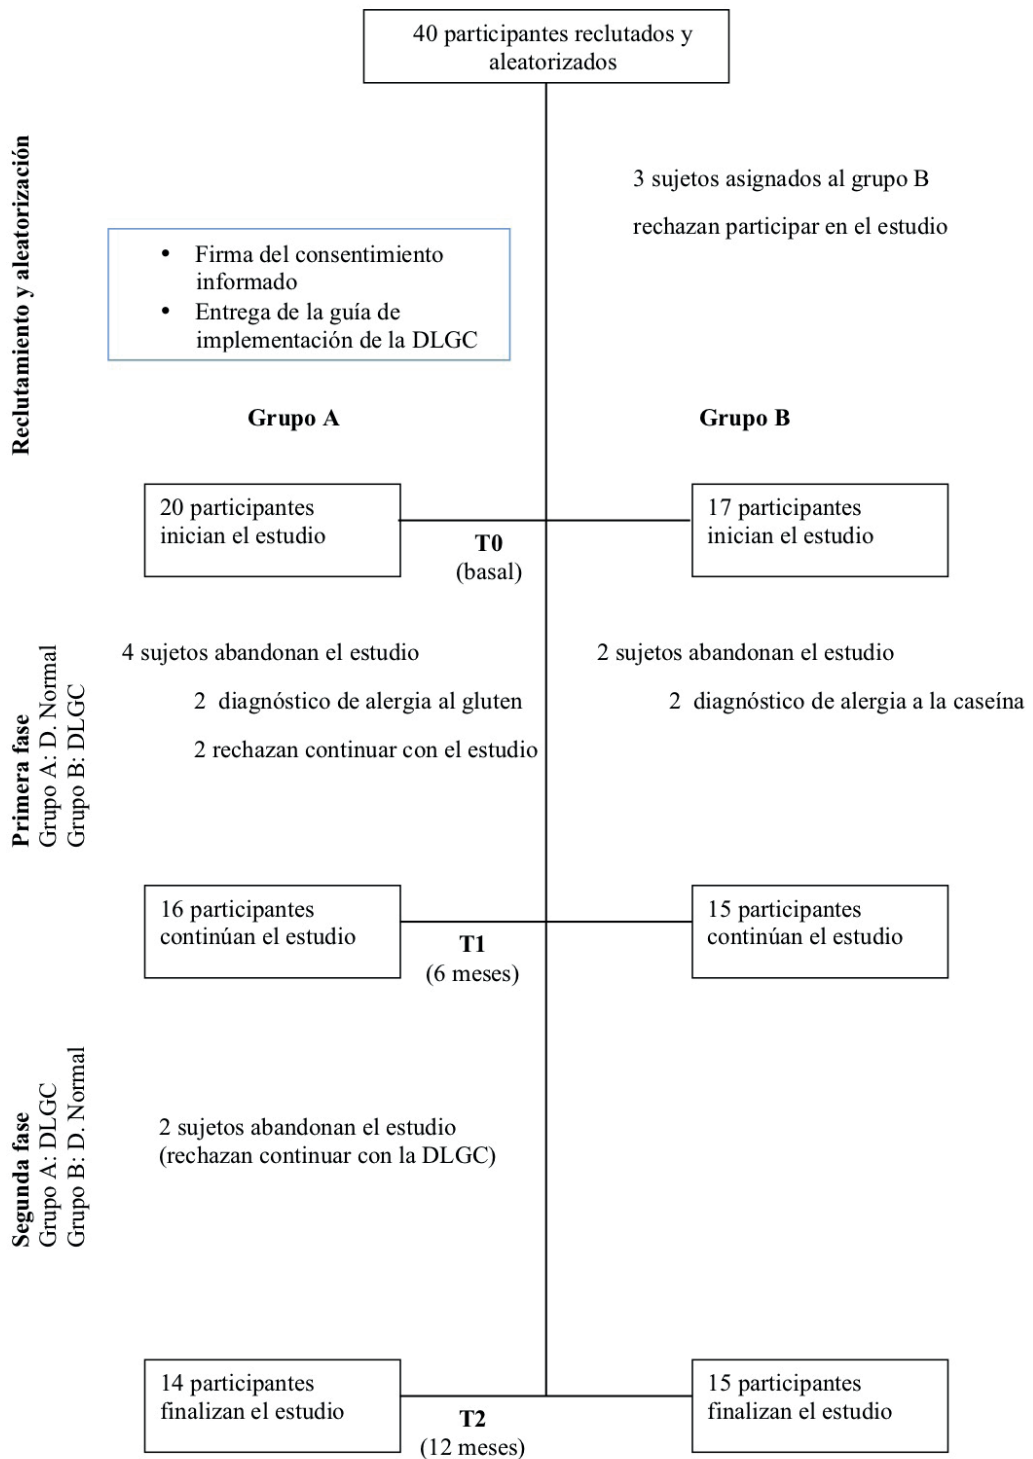 40 participantes reclutados y
aleatorizados
Reclutamiento y aleatorización
3 sujetos asignados al grupo B
rechazan participar en el estudio
• Firma del consentimiento
informado
• Entrega de la guía de
implementación de la DLGC
Grupo A
Grupo B
20 participantes
inician el estudio
T0
(basal)
17 participantes
inician el estudio
Primera fase
Grupo A: D. Normal
Grupo B: DLGC
4 sujetos abandonan el estudio
2 diagnóstico de alergia al gluten
2 rechazan continuar con el estudio
2 sujetos abandonan el estudio
2 diagnóstico de alergia a la caseína
16 participantes
continúan el estudio
T1
(6 meses)
15 participantes
continúan el estudio
Segunda fase
Grupo A: DLGC
Grupo B: D. Normal
2 sujetos abandonan el estudio
(rechazan continuar con la DLGC)
14 participantes
finalizan el estudio
T2
(12 meses)
15 participantes
finalizan el estudio